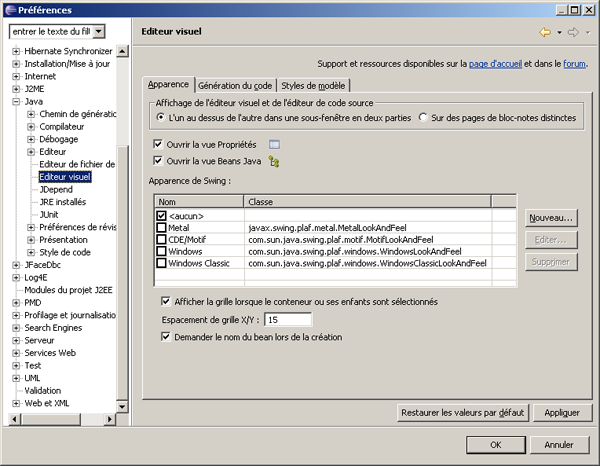 Préférences
entrer le texte du fil
Editeur visuel
Hibernate Synchronizer
Installation/Mise à jour
Internet
J2ME
Java
Chemin de génératio
Compilateur
Débogage
Editeur
Editeur de fichier de
Editeur visuel
JDepend
JRE installés
JUnit
Préférences de révis
Présentation
Style de code
JFaceDbc
Log4E
Modules du projet J2EE
PMD
Profilage et journalisatio
Search Engines
Serveur
Services Web
Test
UML
Validation
Web et XML
Support et ressources disponibles sur la page d'accueil et dans le forum.
Apparence Génération du code Styles de modèle
Affichage de l'éditeur visuel et de l'éditeur de code source
L'un au dessus de l'autre dans une sous-fenêtre en deux parties Sur des pages de bloc-notes distinctes
Ouvrir la vue Propriétés
Ouvrir la vue Beans Java
Apparence de Swing :
Nom Classe
<aucun>
Metal javax.swing.plaf.metal.MetalLookAndFeel
CDE/Motif com.sun.java.swing.plaf.motif.MotifLookAndFeel
Windows com.sun.java.swing.plaf.windows.WindowsLookAndFeel
Windows Classic com.sun.java.swing.plaf.windows.WindowsClassicLookAndFeel
Nouveau...
Editer...
Supprimer
Afficher la grille lorsque le conteneur ou ses enfants sont sélectionnés
Espacement de grille X/Y : 15
Demander le nom du bean lors de la création
Restaurer les valeurs par défaut Appliquer
OK Annuler